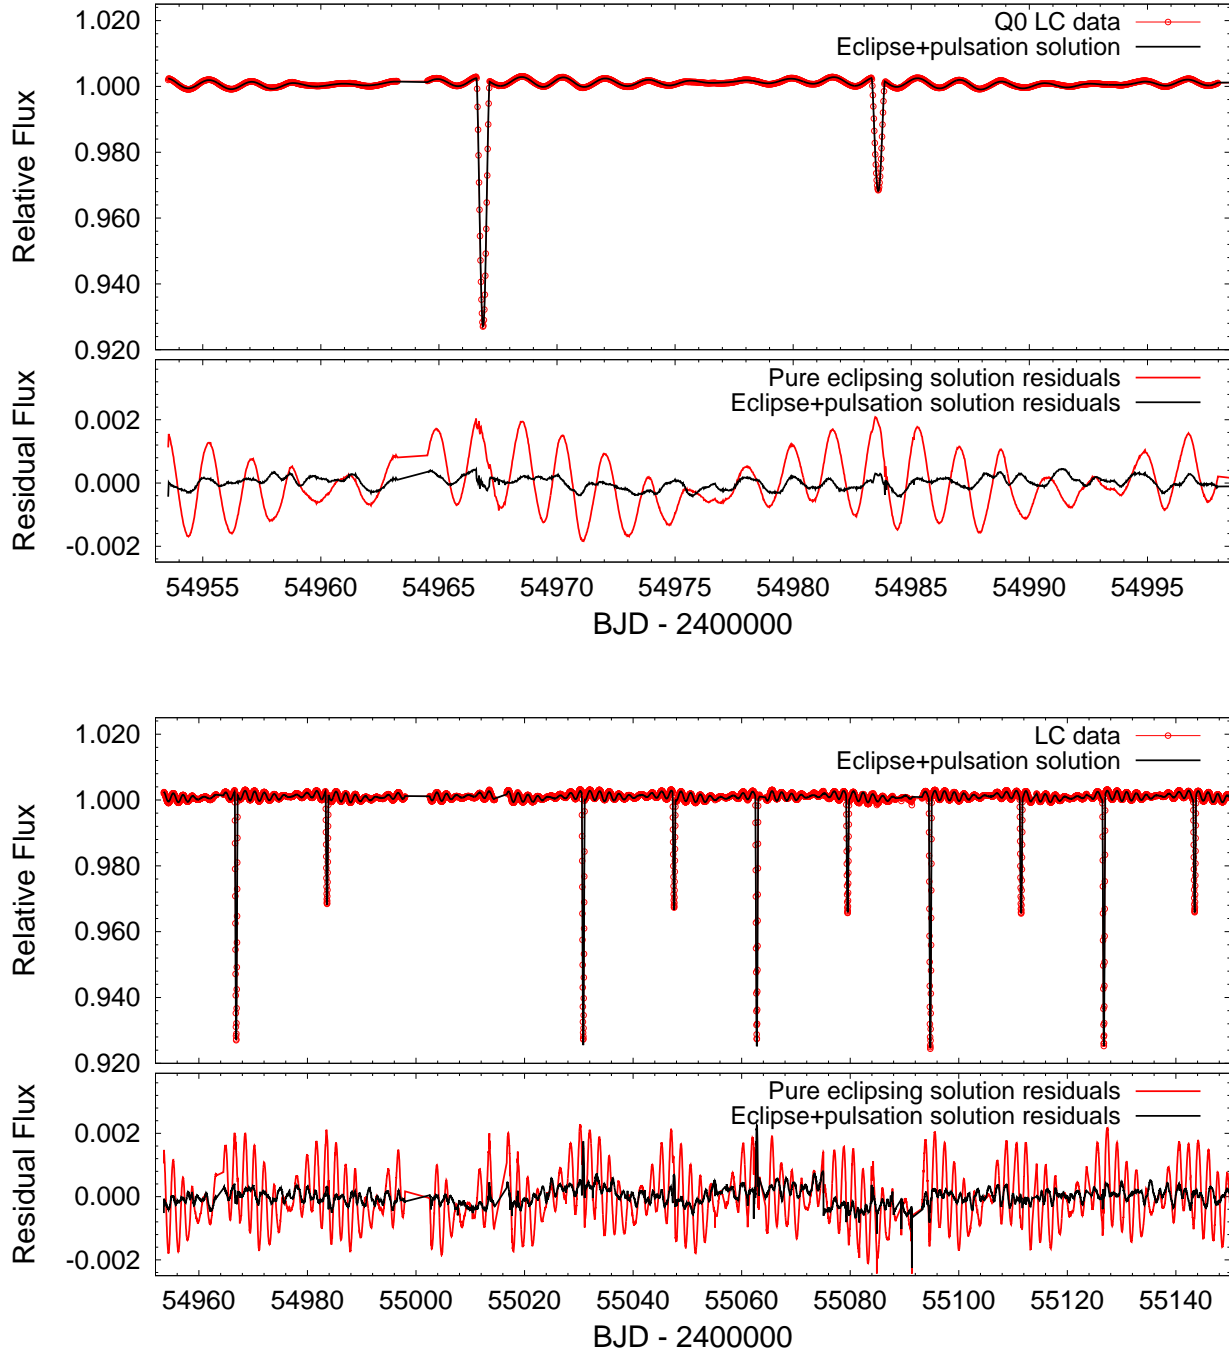 1.020
1.000
0.980
0.960
0.940
0.920
Relative Flux
Q0 LC data
Eclipse+pulsation solution
0.002
0.000
-0.002
Residual Flux
Pure eclipsing solution residuals
Eclipse+pulsation solution residuals
54955 54960 54965 54970 54975 54980 54985 54990 54995
BJD - 2400000
1.020
1.000
0.980
0.960
0.940
0.920
Relative Flux
LC data
Eclipse+pulsation solution
0.002
0.000
-0.002
Residual Flux
Pure eclipsing solution residuals
Eclipse+pulsation solution residuals
54960 54980 55000 55020 55040 55060 55080 55100 55120 55140
BJD - 2400000